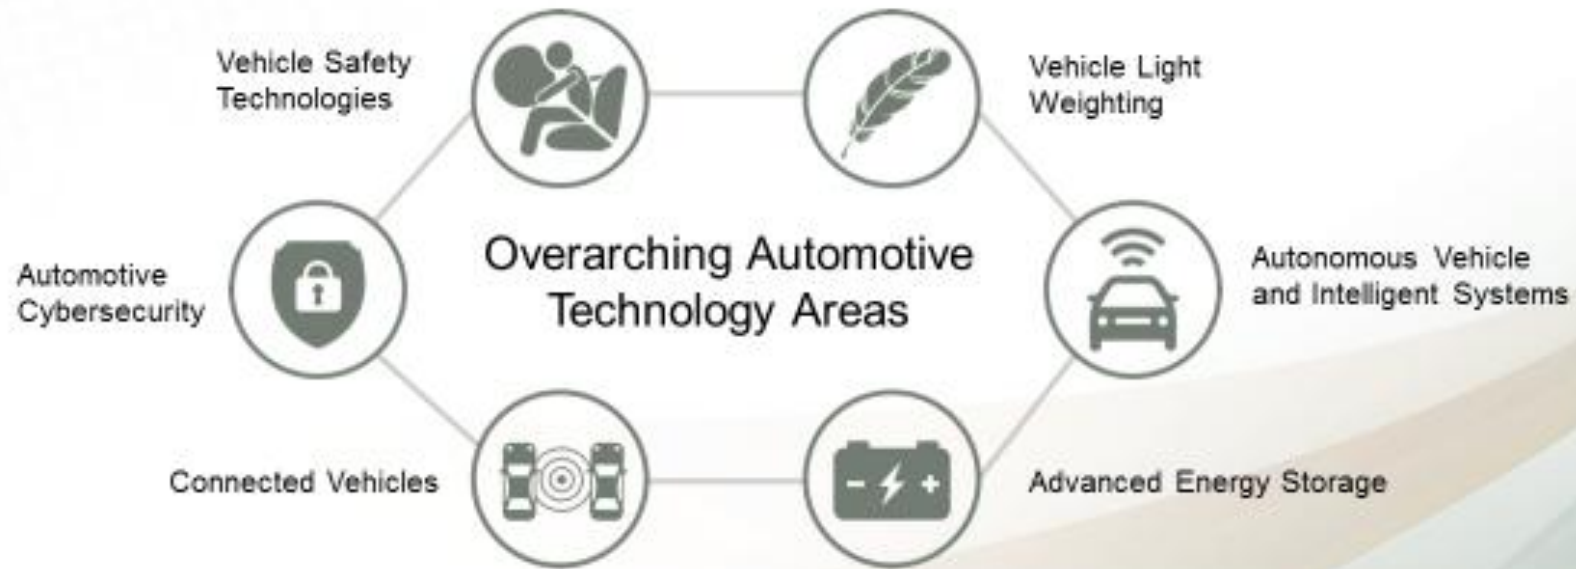 Vehicle Safety
Technologies
Vehicle Light
Weighting
Overarching Automotive
Technology Areas
Automotive
Cybersecurity
Autonomous Vehicle
and Intelligent Systems
Connected Vehicles
Advanced Energy Storage